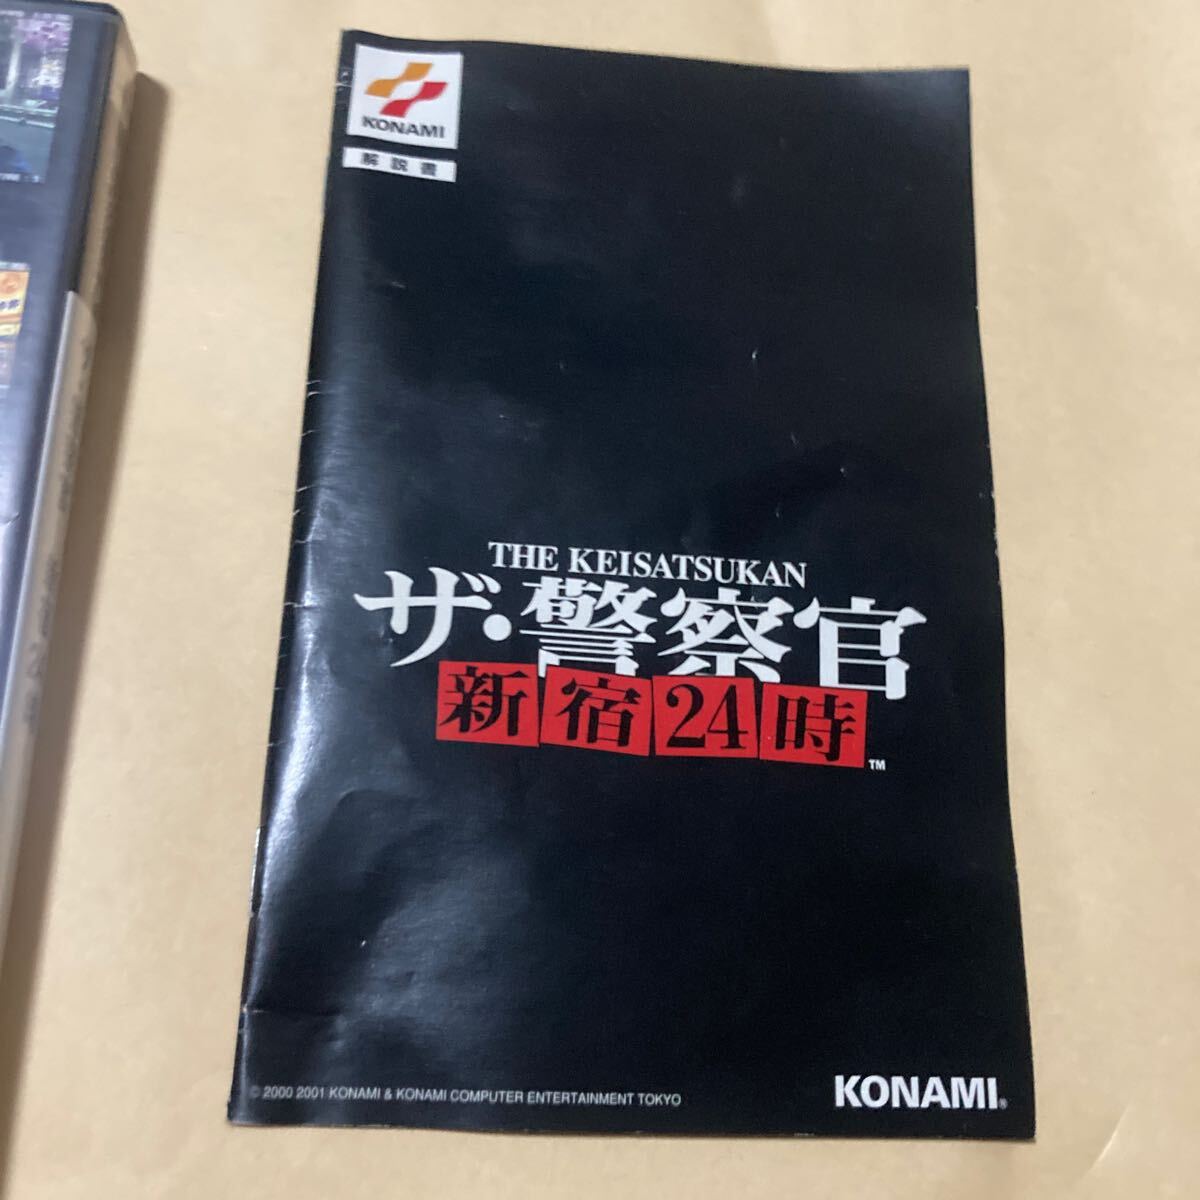 KONAMI
解説書
THE KEISATSUKAN
ザ・警察官
新宿24時
TM
© 2000 2001 KONAMI & KONAMI COMPUTER ENTERTAINMENT TOKYO
KONAMI®